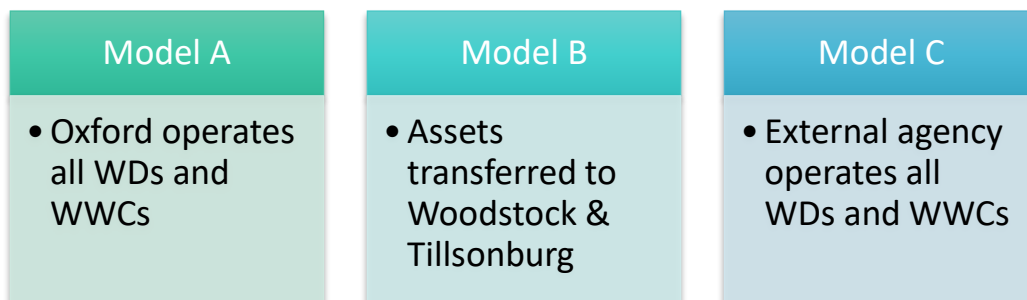 Model A
• Oxford operates
all WDs and
WWCs
Model B
• Assets
transferred to
Woodstock &
Tillsonburg
Model C
• External agency
operates all
WDs and WWCs